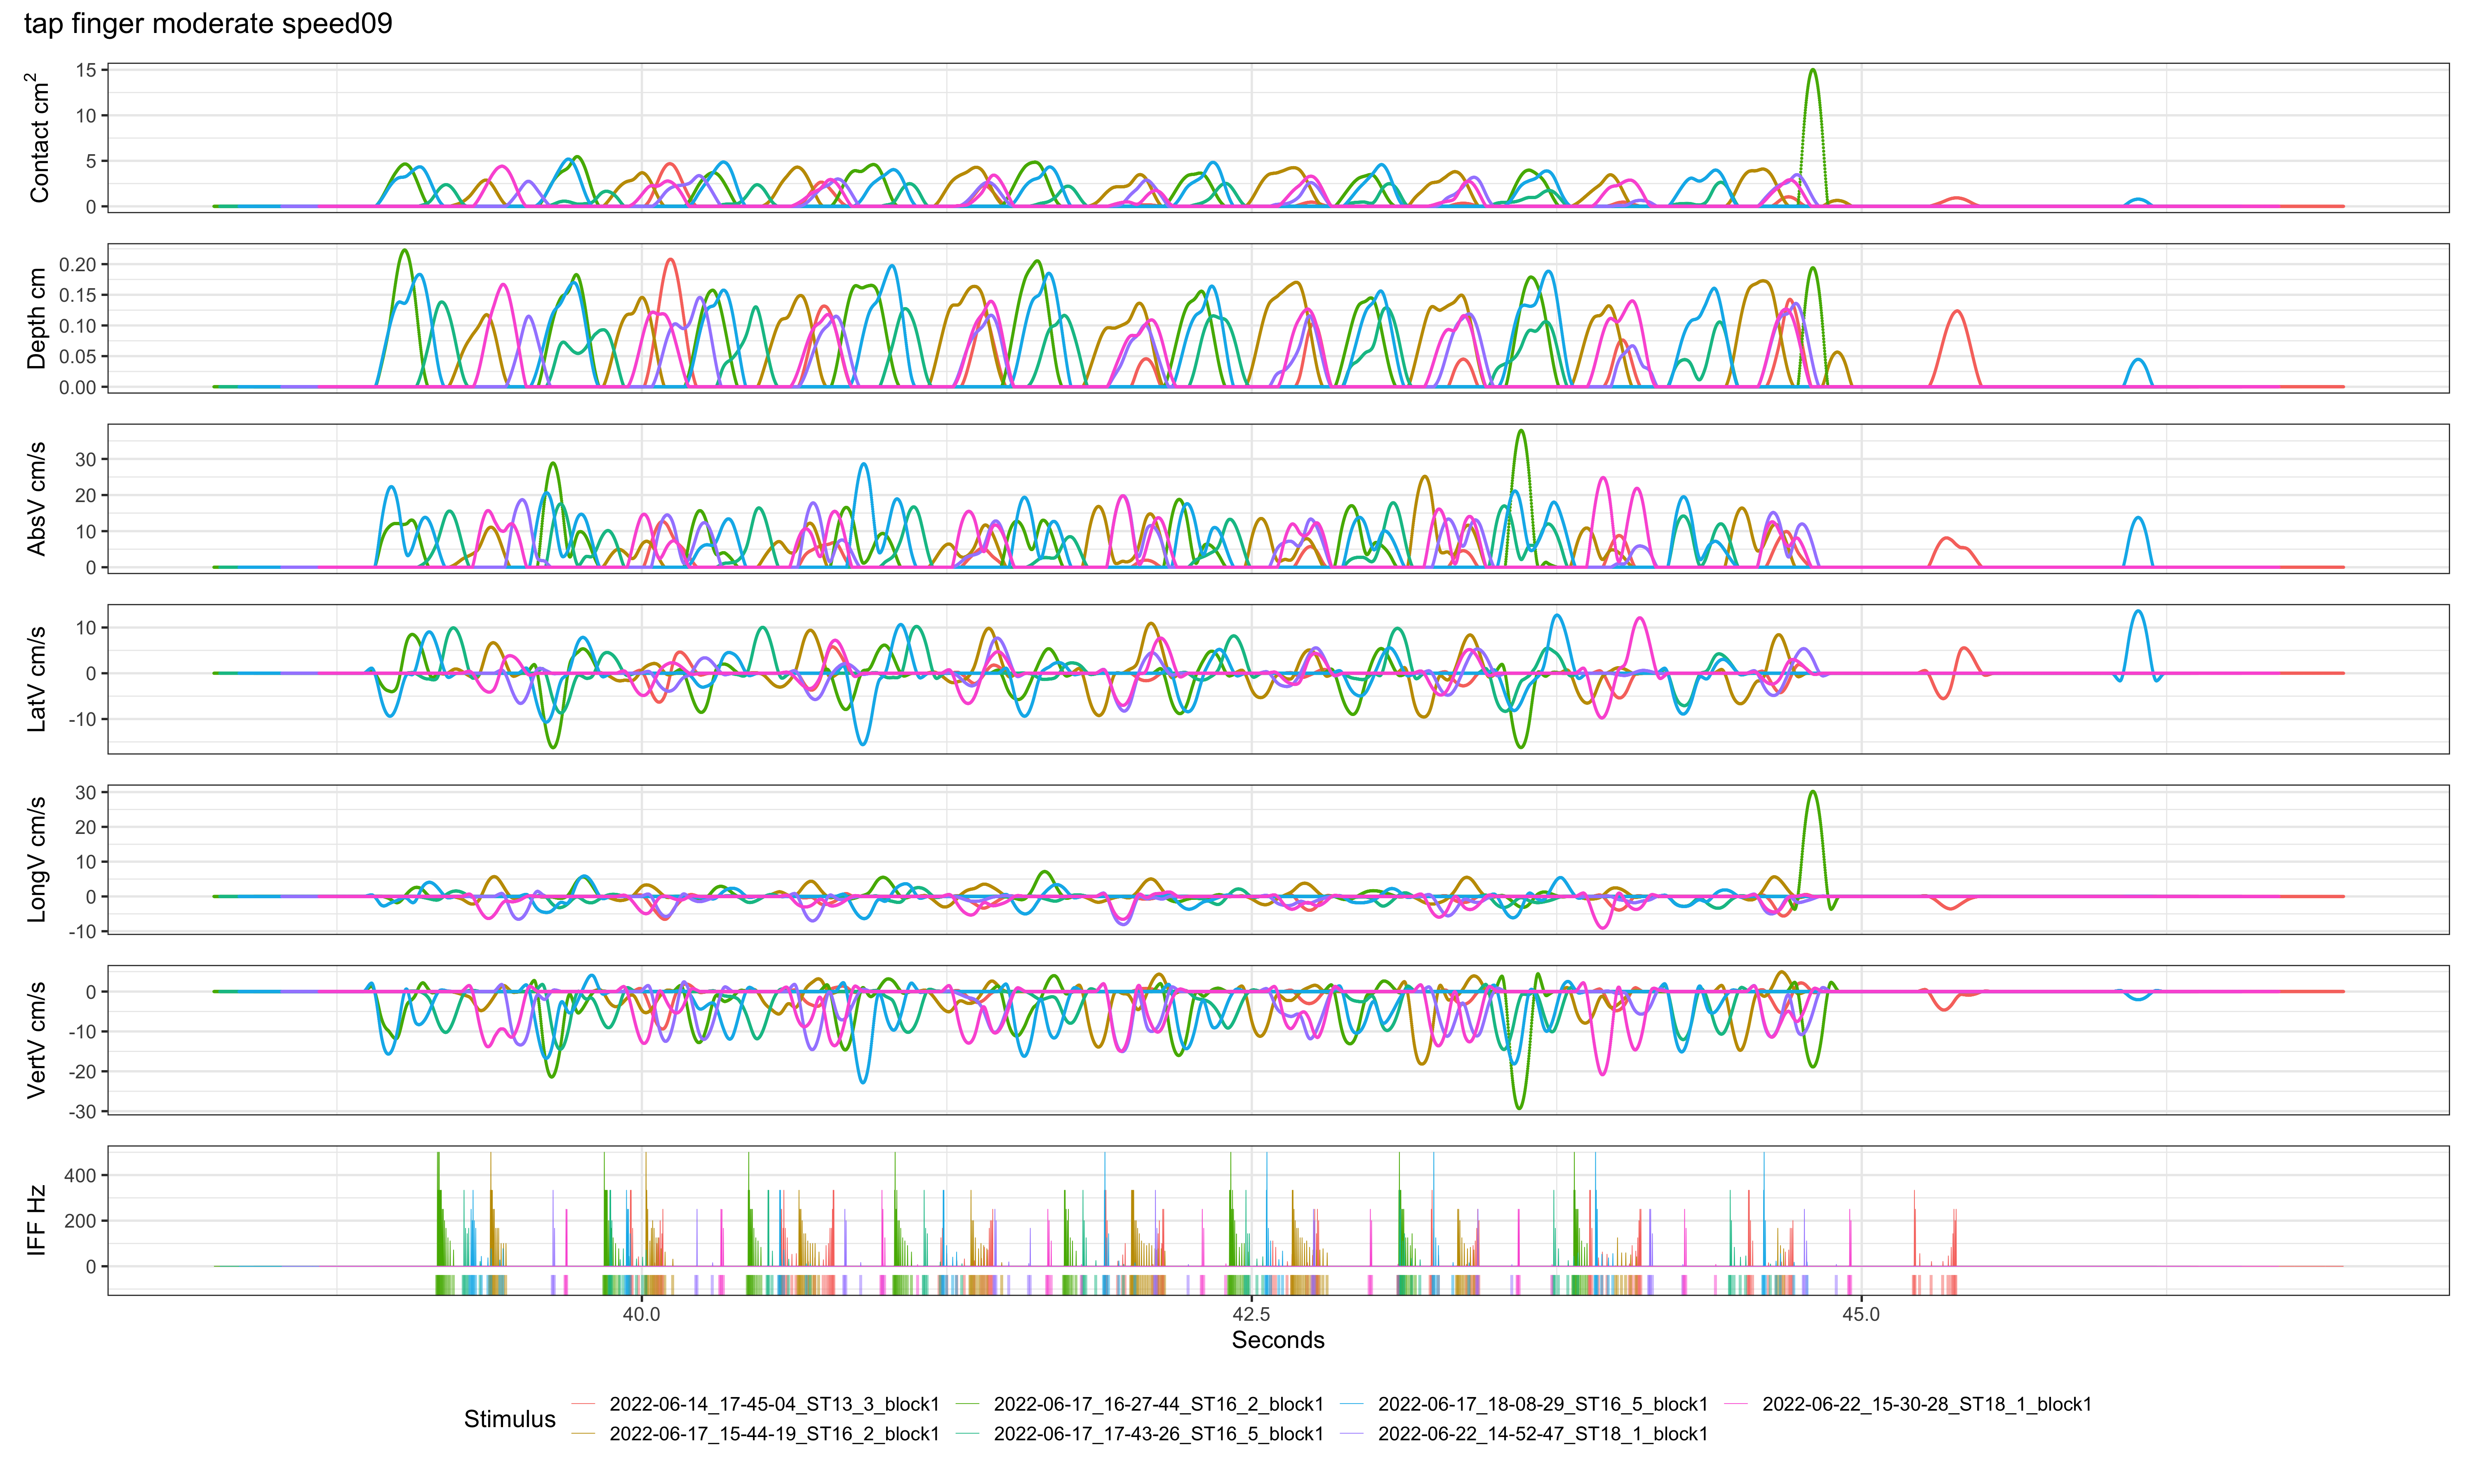 tap finger moderate speed09
Contact cm²
15
10
5
0
Depth cm
0.20
0.15
0.10
0.05
0.00
AbsV cm/s
30
20
10
0
LatV cm/s
10
0
-10
LongV cm/s
30
20
10
0
-10
VertV cm/s
0
-10
-20
-30
IFF Hz
400
200
0
40.0 42.5 45.0
Seconds
Stimulus
2022-06-14_17-45-04_ST13_3_block1 2022-06-17_16-27-44_ST16_2_block1 2022-06-17_18-08-29_ST16_5_block1 2022-06-22_15-30-28_ST18_1_block1
2022-06-17_15-44-19_ST16_2_block1 2022-06-17_17-43-26_ST16_5_block1 2022-06-22_14-52-47_ST18_1_block1